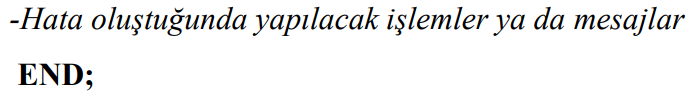 -Hata oluştuğunda yapılacak işlemler ya da mesajlar
END;